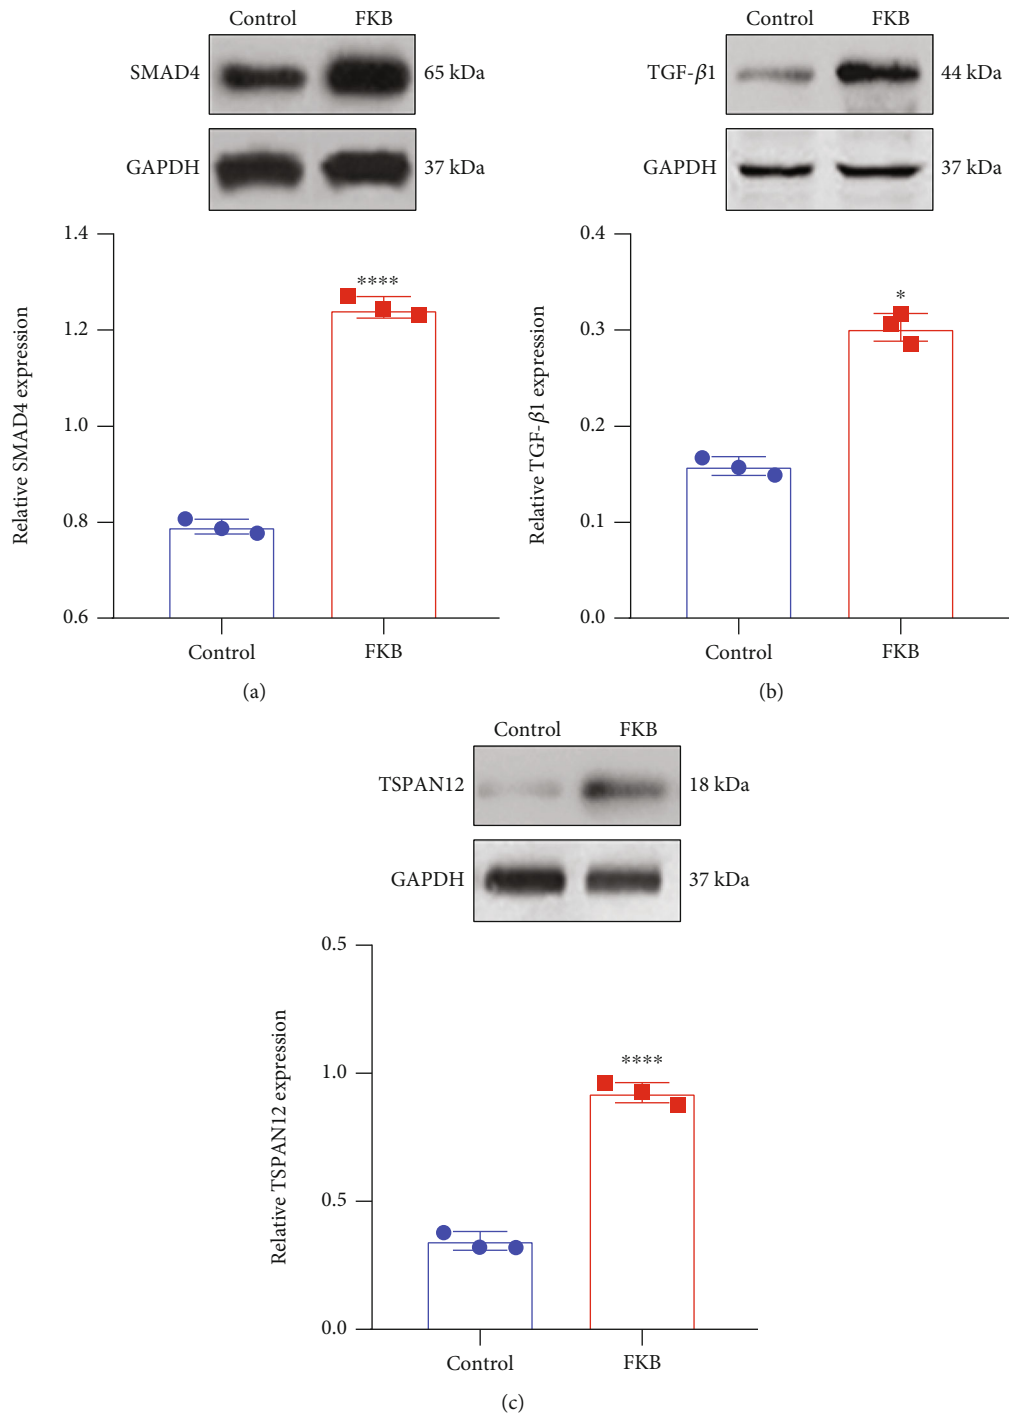 Control FKB
SMAD4 65 kDa
GAPDH 37 kDa
1.4
1.2
1.0
0.8
0.6
Relative SMAD4 expression
****
Control FKB
(a)
Control FKB
TGF-β1 44 kDa
GAPDH 37 kDa
0.4
0.3
0.2
0.1
0.0
Relative TGF-β1 expression
*
Control FKB
(b)
Control FKB
TSPAN12 18 kDa
GAPDH 37 kDa
0.5
1.0
0.5
0.0
Relative TSPAN12 expression
****
Control FKB
(c)